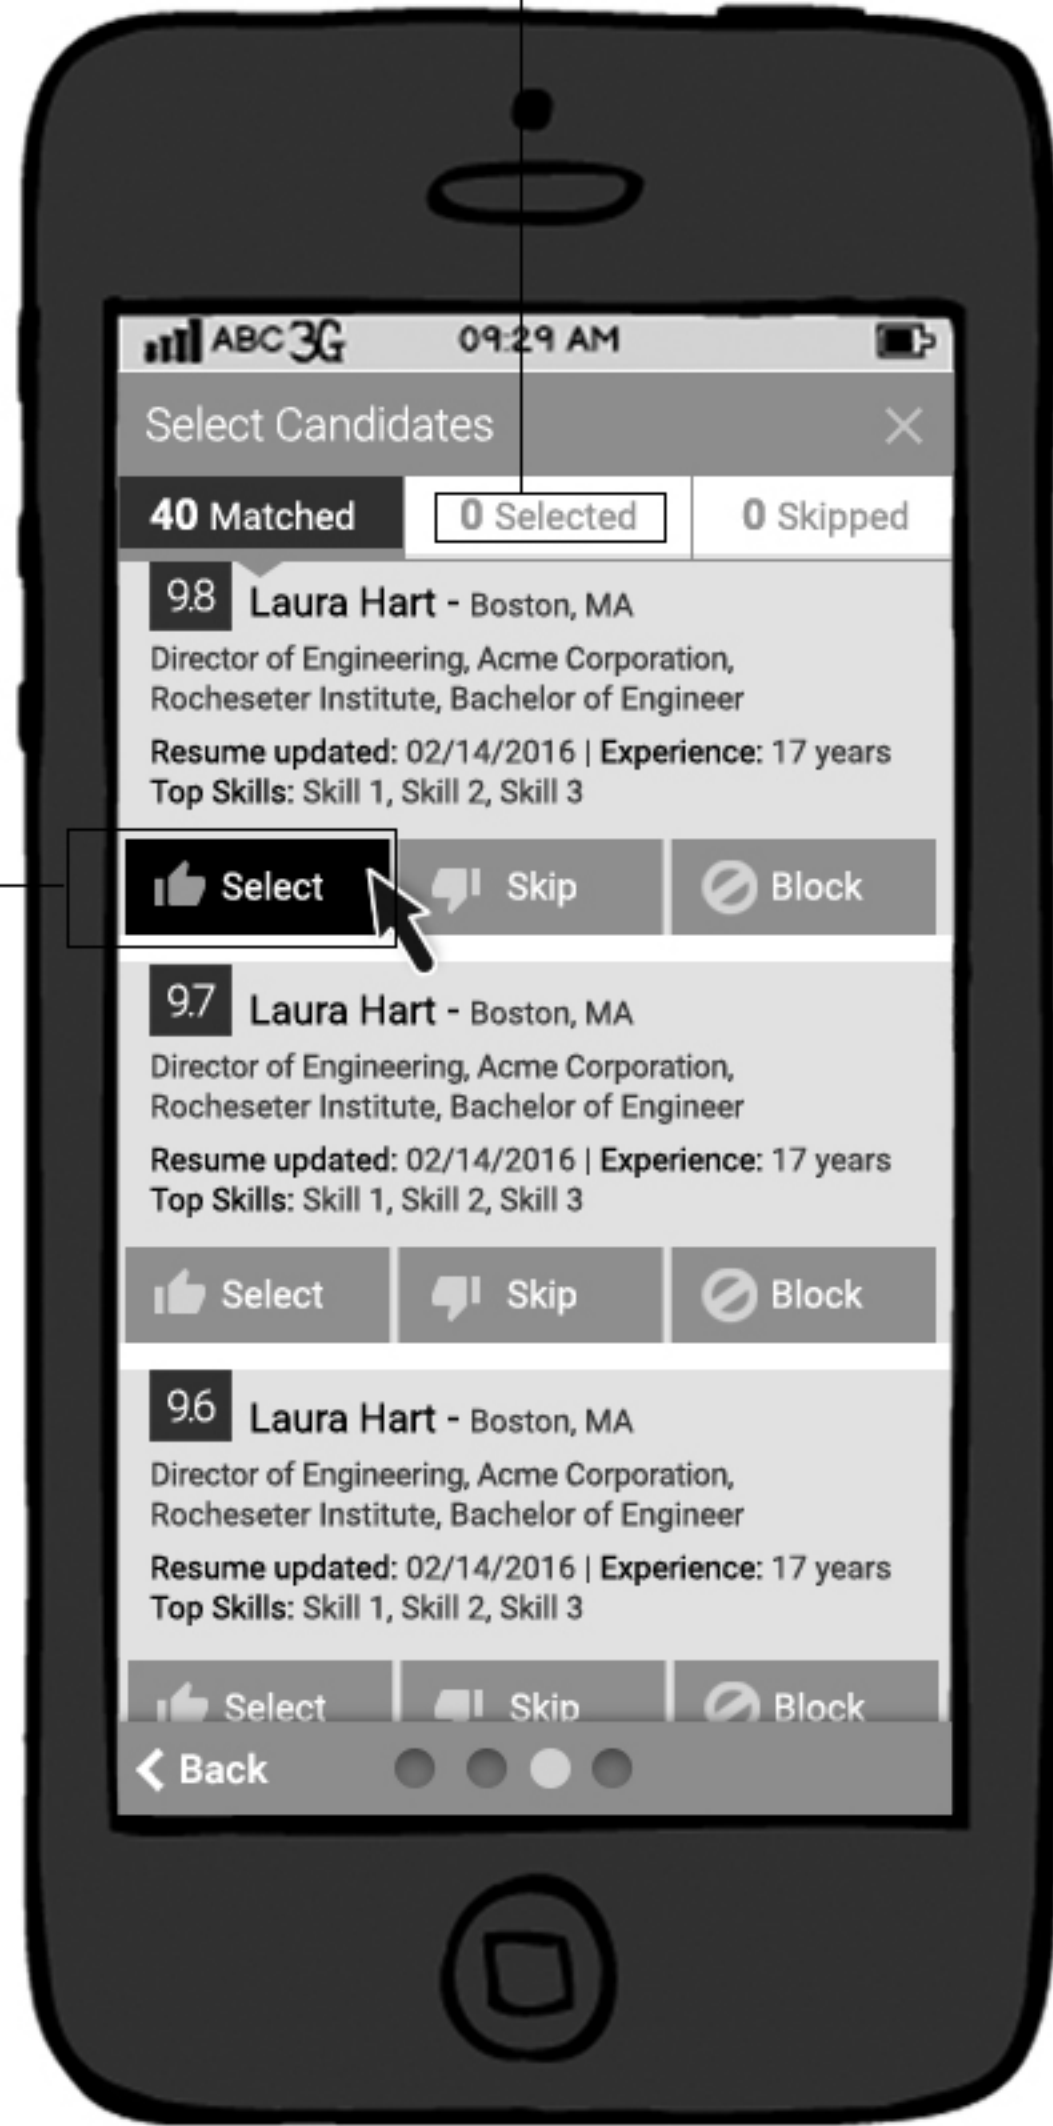 ABC 3G 09:29 AM
Select Candidates
40 Matched 0 Selected 0 Skipped
9.8 Laura Hart - Boston, MA
Director of Engineering, Acme Corporation,
Rocheseter Institute, Bachelor of Engineer
Resume updated: 02/14/2016 | Experience: 17 years
Top Skills: Skill 1, Skill 2, Skill 3
Select Skip Block
9.7 Laura Hart - Boston, MA
Director of Engineering, Acme Corporation,
Rocheseter Institute, Bachelor of Engineer
Resume updated: 02/14/2016 | Experience: 17 years
Top Skills: Skill 1, Skill 2, Skill 3
Select Skip Block
9.6 Laura Hart - Boston, MA
Director of Engineering, Acme Corporation,
Rocheseter Institute, Bachelor of Engineer
Resume updated: 02/14/2016 | Experience: 17 years
Top Skills: Skill 1, Skill 2, Skill 3
Select Skip Block
Back